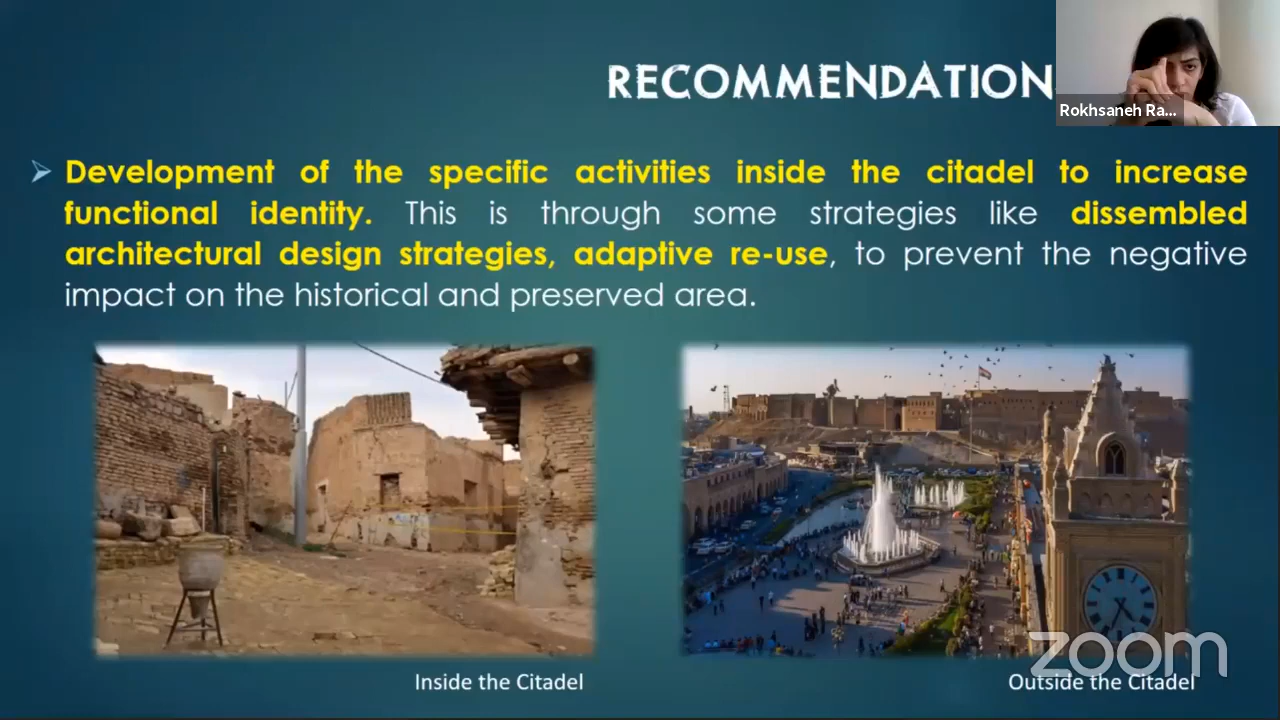 RECOMMENDATION
Rokhsaneh Ra...
Development of the specific activities inside the citadel to increase
functional identity. This is through some strategies like dissembled
architectural design strategies, adaptive re-use, to prevent the negative
impact on the historical and preserved area.
zoom
Inside the Citadel
Outside the Citadel